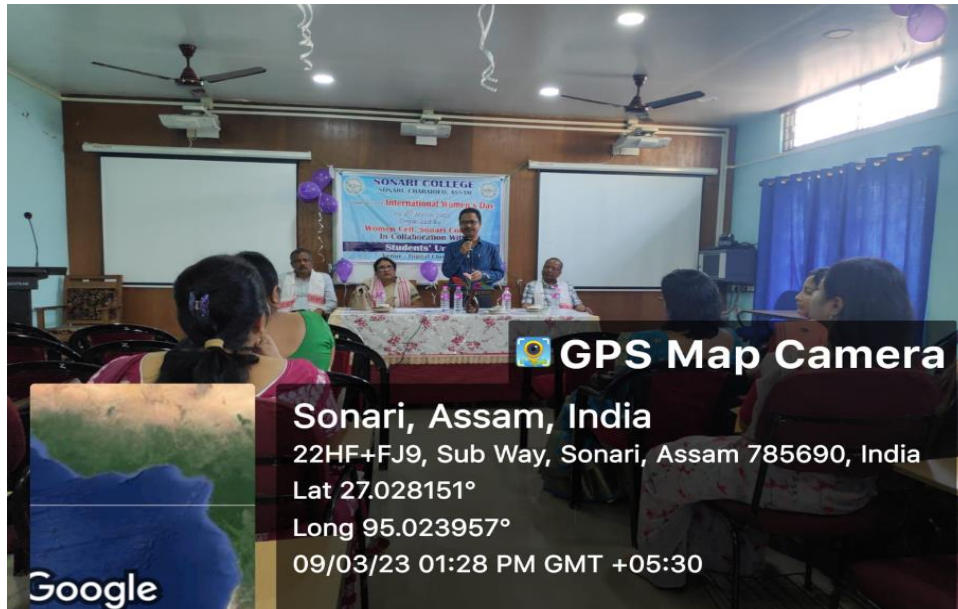 SONARI COLLEGE
SONARI, CHARAIDEO, ASSAM
International Women's Day
Women Cell, Sonari
In Collaboration With
Students'
GPS Map Camera
Sonari, Assam, India
22HF+FJ9, Sub Way, Sonari, Assam 785690, India
Lat 27.028151°
Long 95.023957°
09/03/23 01:28 PM GMT +05:30
Google